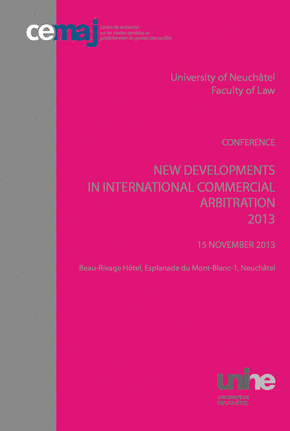 cemaj
Centre de recherche
sur les modes amiables et
juridictionnels de gestion des conflits
University of Neuchâtel
Faculty of Law
CONFERENCE
NEW DEVELOPMENTS
IN INTERNATIONAL COMMERCIAL
ARBITRATION
2013
15 NOVEMBER 2013
Beau-Rivage Hôtel, Esplanade du Mont-Blanc-1, Neuchâtel
unine
UNIVERSITÉ DE
NEUCHÂTEL